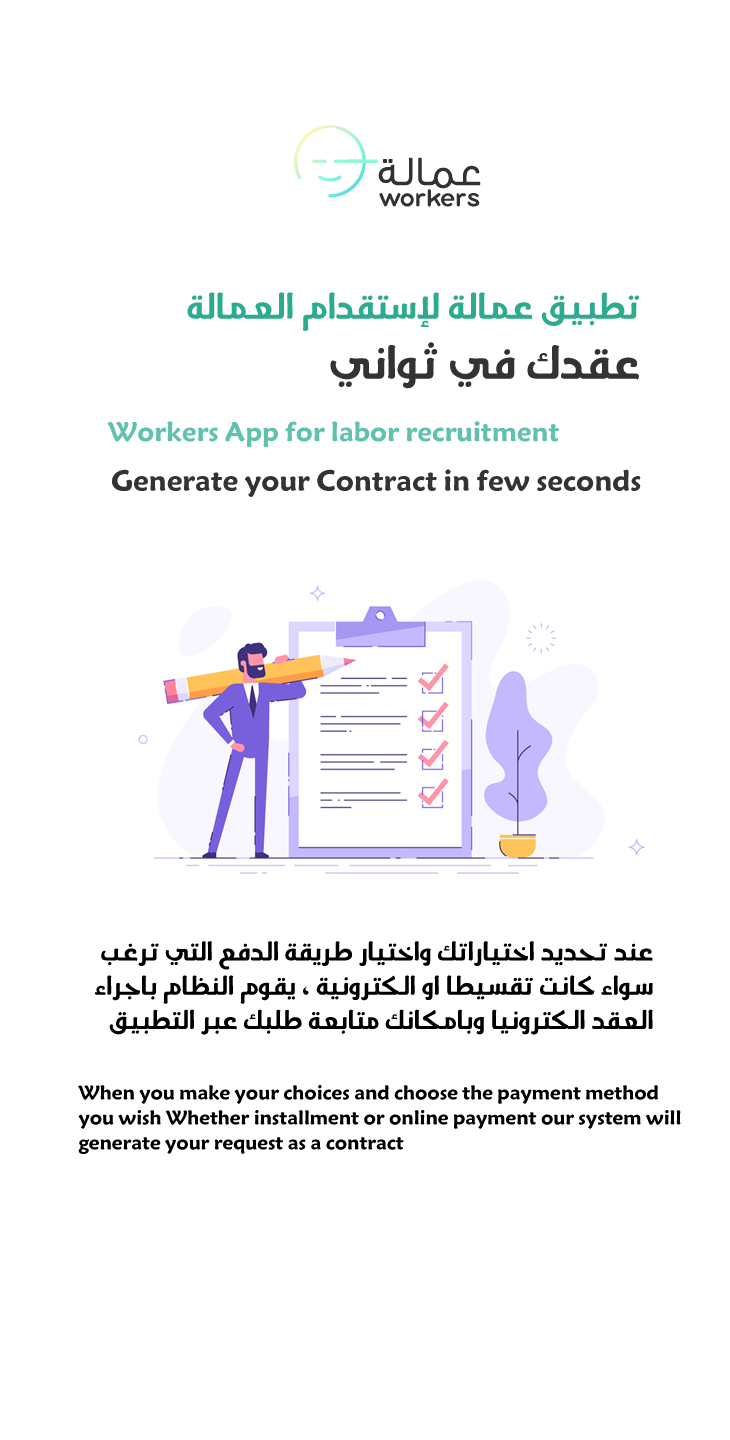 عمالة
workers
تطبيق عمالة لإستقدام العمالة
عقدك في ثواني
Workers App for labor recruitment
Generate your Contract in few seconds
عند تحديد اختياراتك واختيار طريقة الدفع التي ترغب
سواء كانت تقسيطا او الكترونية ، يقوم النظام باجراء
العقد الكترونيا وبامكانك متابعة طلبك عبر التطبيق
When you make your choices and choose the payment method
you wish Whether installment or online payment our system will
generate your request as a contract